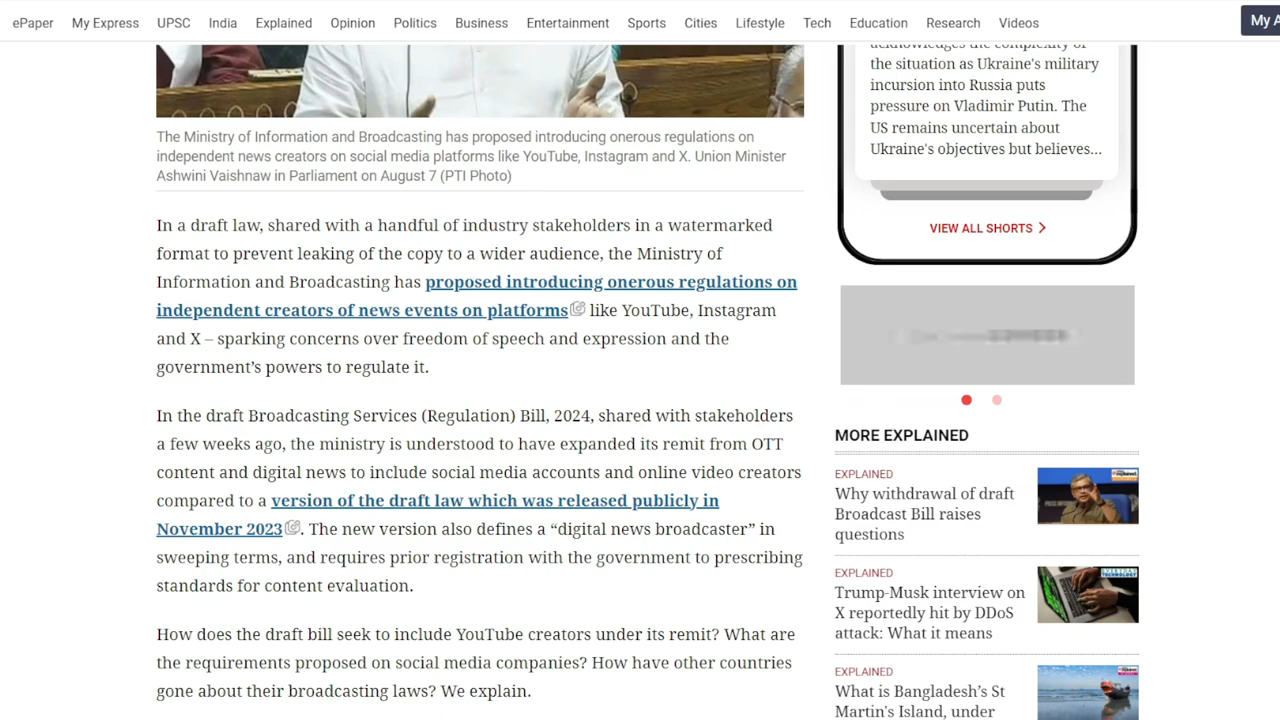 ePaper My Express UPSC India Explained Opinion Politics Business Entertainment Sports Cities Lifestyle Tech Education Research Videos My A
The Ministry of Information and Broadcasting has proposed introducing onerous regulations on
independent news creators on social media platforms like YouTube, Instagram and X. Union Minister
Ashwini Vaishnaw in Parliament on August 7 (PTI Photo)
In a draft law, shared with a handful of industry stakeholders in a watermarked
format to prevent leaking of the copy to a wider audience, the Ministry of
Information and Broadcasting has proposed introducing onerous regulations on
independent creators of news events on platforms like YouTube, Instagram
and X – sparking concerns over freedom of speech and expression and the
government’s powers to regulate it.
In the draft Broadcasting Services (Regulation) Bill, 2024, shared with stakeholders
a few weeks ago, the ministry is understood to have expanded its remit from OTT
content and digital news to include social media accounts and online video creators
compared to a version of the draft law which was released publicly in
November 2023. The new version also defines a “digital news broadcaster” in
sweeping terms, and requires prior registration with the government to prescribing
standards for content evaluation.
How does the draft bill seek to include YouTube creators under its remit? What are
the requirements proposed on social media companies? How have other countries
gone about their broadcasting laws? We explain.
acknowledges the complexity of
the situation as Ukraine's military
incursion into Russia puts
pressure on Vladimir Putin. The
US remains uncertain about
Ukraine's objectives but believes...
VIEW ALL SHORTS
MORE EXPLAINED
EXPLAINED
Why withdrawal of draft
Broadcast Bill raises
questions
EXPLAINED
Trump-Musk interview on
X reportedly hit by DDoS
attack: What it means
EXPLAINED
What is Bangladesh’s St
Martin's Island, under